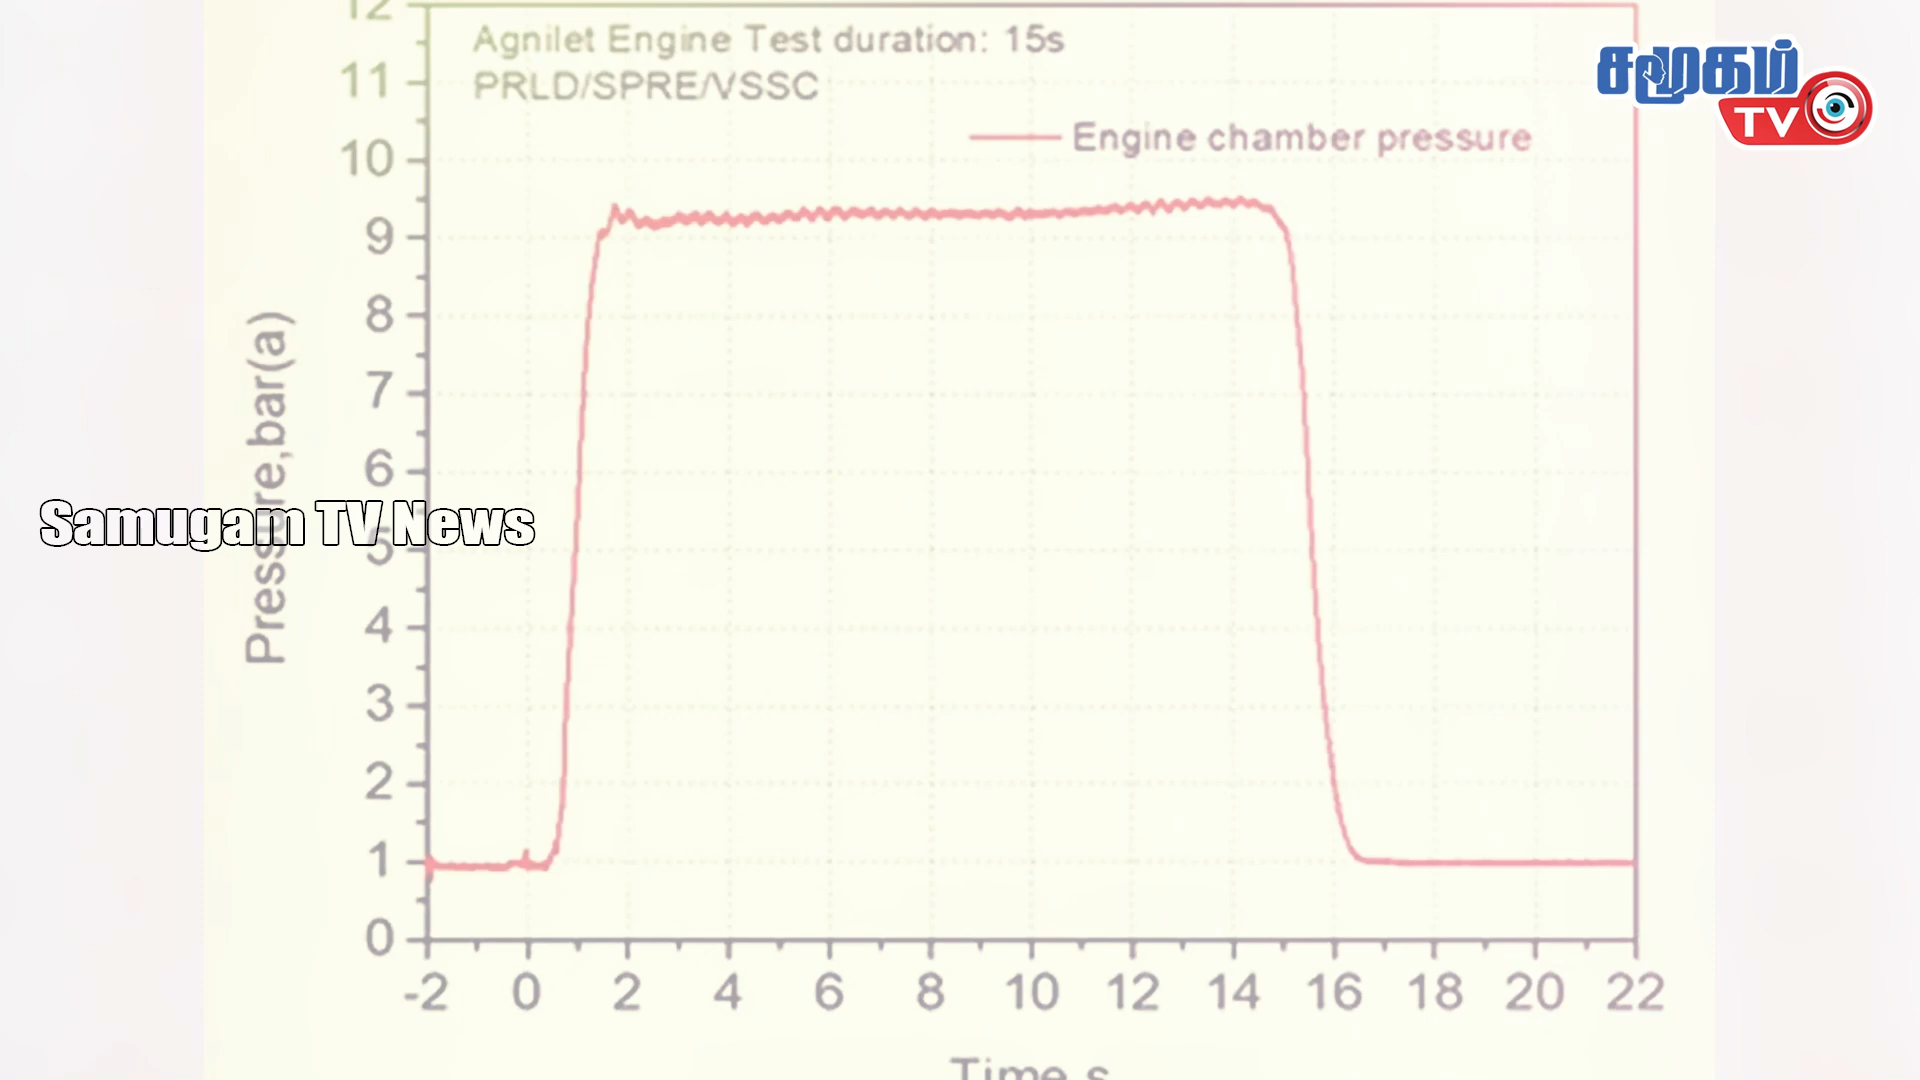 12
Agnilet Engine Test duration: 15s
PRLD/SPRE/VSSC
சமூகம்
TV
11
Engine chamber pressure
10
9
8
7
6
5
4
3
2
1
0
Pressure,bar(a)
Samugam TV News
-2 0 2 4 6 8 10 12 14 16 18 20 22
Time,s